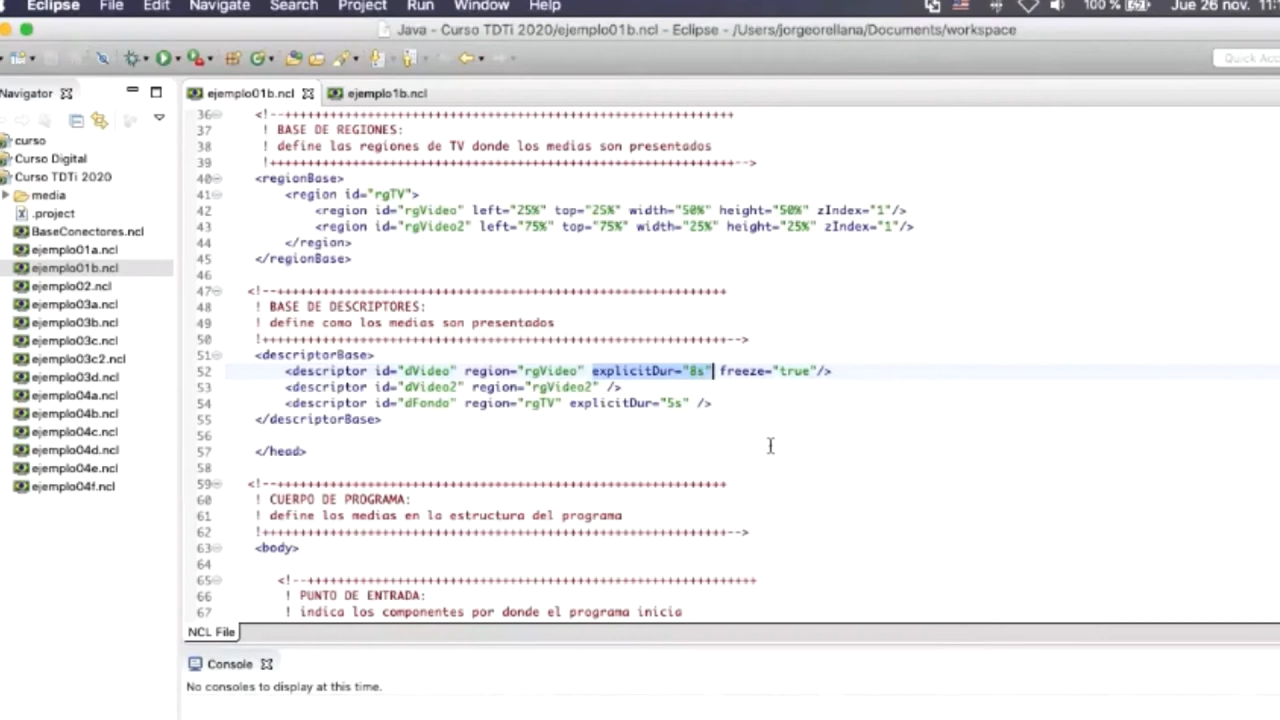 Eclipse File Edit Navigate Search Project Run Window Help 100 % Jue 26 nov.
Java - Curso TDTi 2020/ejemplo01b.ncl - Eclipse - /Users/jorgeorellana/Documents/workspace
Quick Acc
Navigator
curso
Curso Digital
Curso TDTi 2020
media
.project
BaseConectores.ncl
ejemplo01a.ncl
ejemplo01b.ncl
ejemplo02.ncl
ejemplo03a.ncl
ejemplo03b.ncl
ejemplo03c.ncl
ejemplo03c2.ncl
ejemplo03d.ncl
ejemplo04a.ncl
ejemplo04b.ncl
ejemplo04c.ncl
ejemplo04d.ncl
ejemplo04e.ncl
ejemplo04f.ncl
ejemplo01b.ncl ejemplo1b.ncl
36 <!--++++++++++++++++++++++++++++++++++++++++++++++++++++++++++++
37 ! BASE DE REGIONES:
38 ! define las regiones de TV donde los medias son presentados
39 !++++++++++++++++++++++++++++++++++++++++++++++++++++++++++++++-->
40 <regionBase>
41 <region id="rgTV">
42 <region id="rgVideo" left="25%" top="25%" width="50%" height="50%" zIndex="1"/>
43 <region id="rgVideo2" left="75%" top="75%" width="25%" height="25%" zIndex="1"/>
44 </region>
45 </regionBase>
46
47 <!--++++++++++++++++++++++++++++++++++++++++++++++++++++++++++++
48 ! BASE DE DESCRIPTORES:
49 ! define como los medias son presentados
50 !++++++++++++++++++++++++++++++++++++++++++++++++++++++++++++++-->
51 <descriptorBase>
52 <descriptor id="dVideo" region="rgVideo" explicitDur="8s" freeze="true"/>
53 <descriptor id="dVideo2" region="rgVideo2" />
54 <descriptor id="dFondo" region="rgTV" explicitDur="5s" />
55 </descriptorBase>
56
57 </head>
58
59 <!--++++++++++++++++++++++++++++++++++++++++++++++++++++++++++++
60 ! CUERPO DE PROGRAMA:
61 ! define los medias en la estructura del programa
62 !++++++++++++++++++++++++++++++++++++++++++++++++++++++++++++++-->
63 <body>
64
65 <!--++++++++++++++++++++++++++++++++++++++++++++++++++++++++++++
66 ! PUNTO DE ENTRADA:
67 ! indica los componentes por donde el programa inicia
NCL File
Console
No consoles to display at this time.